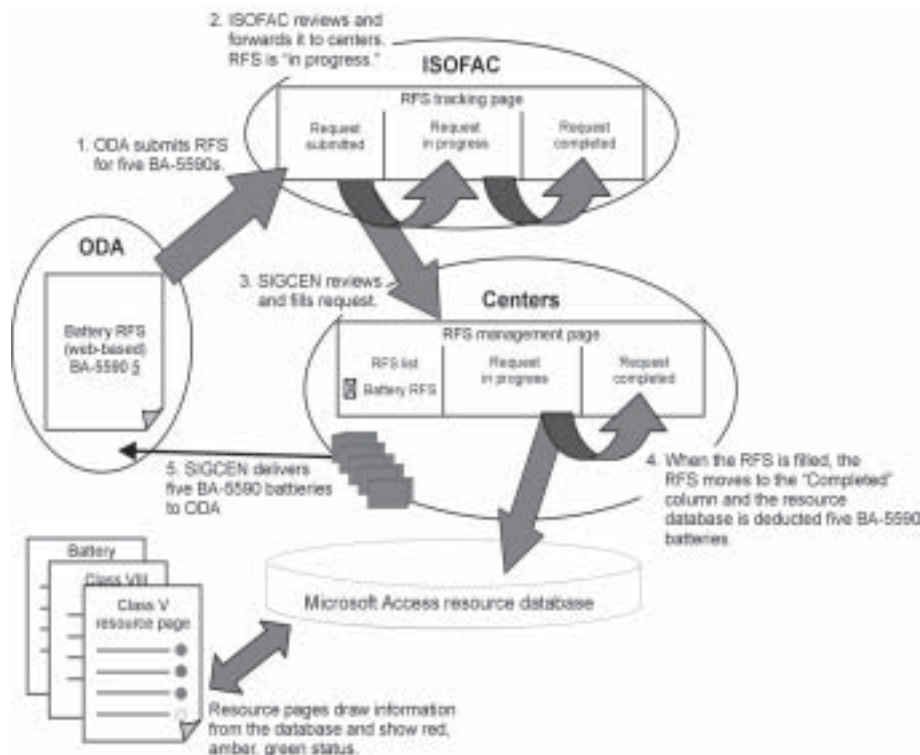 2. ISOFAC reviews and
forwards it to centers.
RFS is "in progress."
ISOFAC
RFS tracking page
Request
submitted
Request
in progress
Request
completed
1. ODA submits RFS
for five BA-5590s.
ODA
Battery RFS
(web-based)
BA-5590 5
3. SIGCEN reviews
and fills request.
Centers
RFS management page
RFS list
Battery RFS
Request
in progress
Request
completed
5. SIGCEN delivers
five BA-5590 battieries
to ODA
4. When the RFS is filled, the
RFS moves to the "Completed"
column and the resource
database is deducted five BA-5590
batteries
Microsoft Access resource database
Battery
Class VIII
Class V
resource page
Resource pages draw information
from the database and show red,
amber, green status.